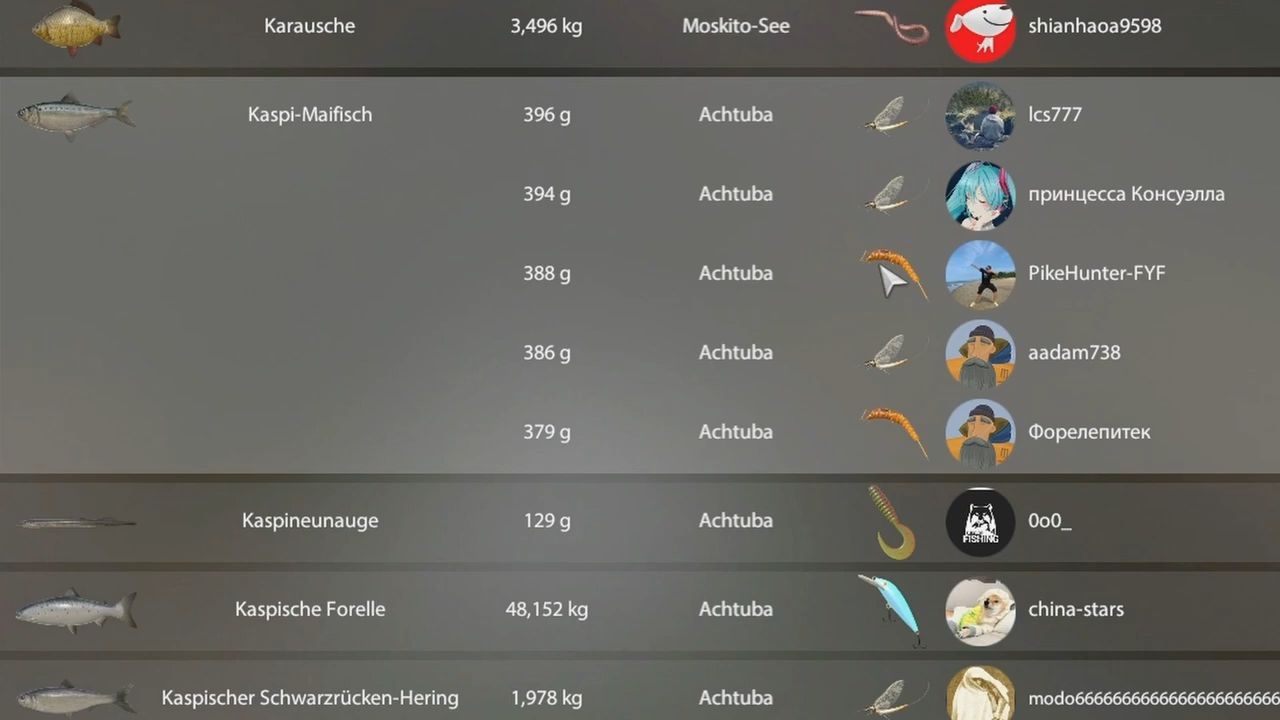 Karausche 3,496 kg Moskito-See shianhaoa9598
Kaspi-Maifisch 396 g Achtuba lcs777
394 g Achtuba принцесса Консуэлла
388 g Achtuba PikeHunter-FYF
386 g Achtuba aadam738
379 g Achtuba Форелепитек
Kaspineunauge 129 g Achtuba FISHING 0o0_
Kaspische Forelle 48,152 kg Achtuba china-stars
Kaspischer Schwarzrücken-Hering 1,978 kg Achtuba